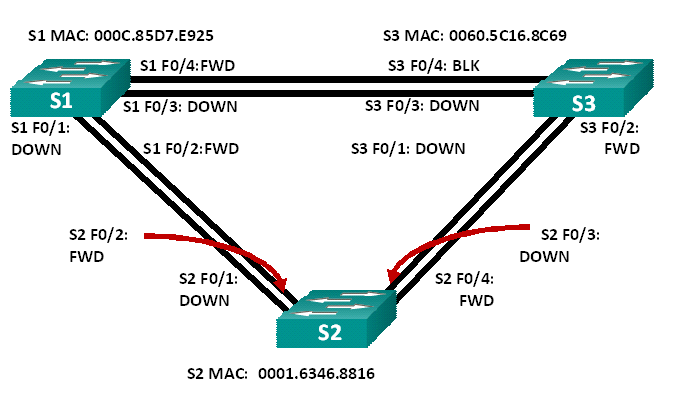 S1 MAC: 000C.85D7.E925
S3 MAC: 0060.5C16.8C69
S1 F0/4:FWD
S3 F0/4: BLK
S1
S3
S1 F0/3: DOWN
S3 F0/3: DOWN
S1 F0/1:
DOWN
S3 F0/2:
FWD
S1 F0/2:FWD
S3 F0/1: DOWN
S2 F0/2:
FWD
S2 F0/3:
DOWN
S2 F0/1:
DOWN
S2 F0/4:
FWD
S2
S2 MAC: 0001.6346.8816